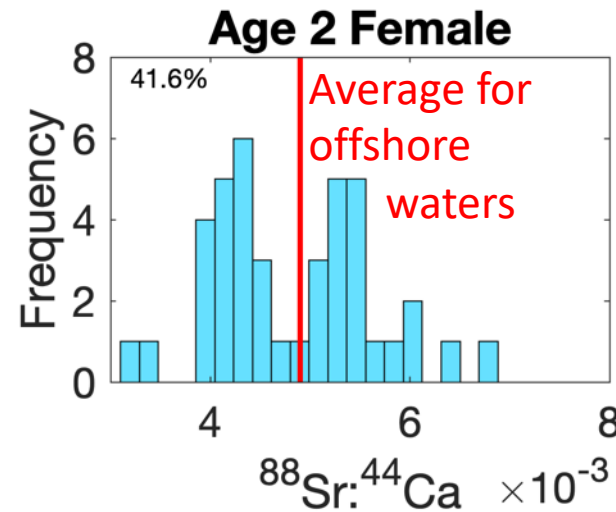 Age 2 Female
41.6%
Average for
offshore
waters
Frequency
8
6
4
2
0
4
6
8
⁸⁸Sr:⁴⁴Ca ×10⁻³